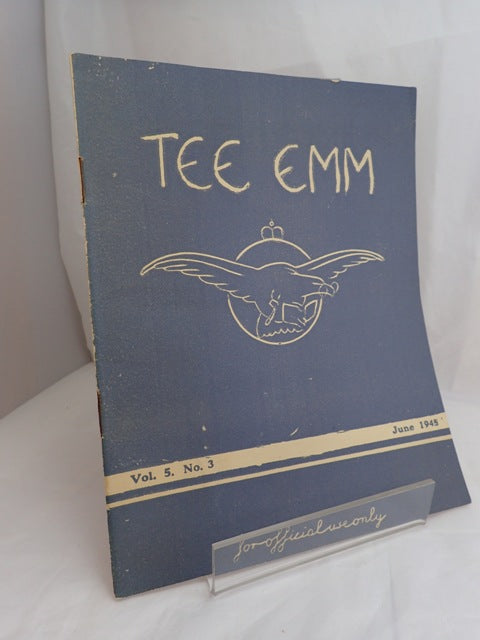 TEE EMM
Vol. 5. No. 3
June 1945
for official use only